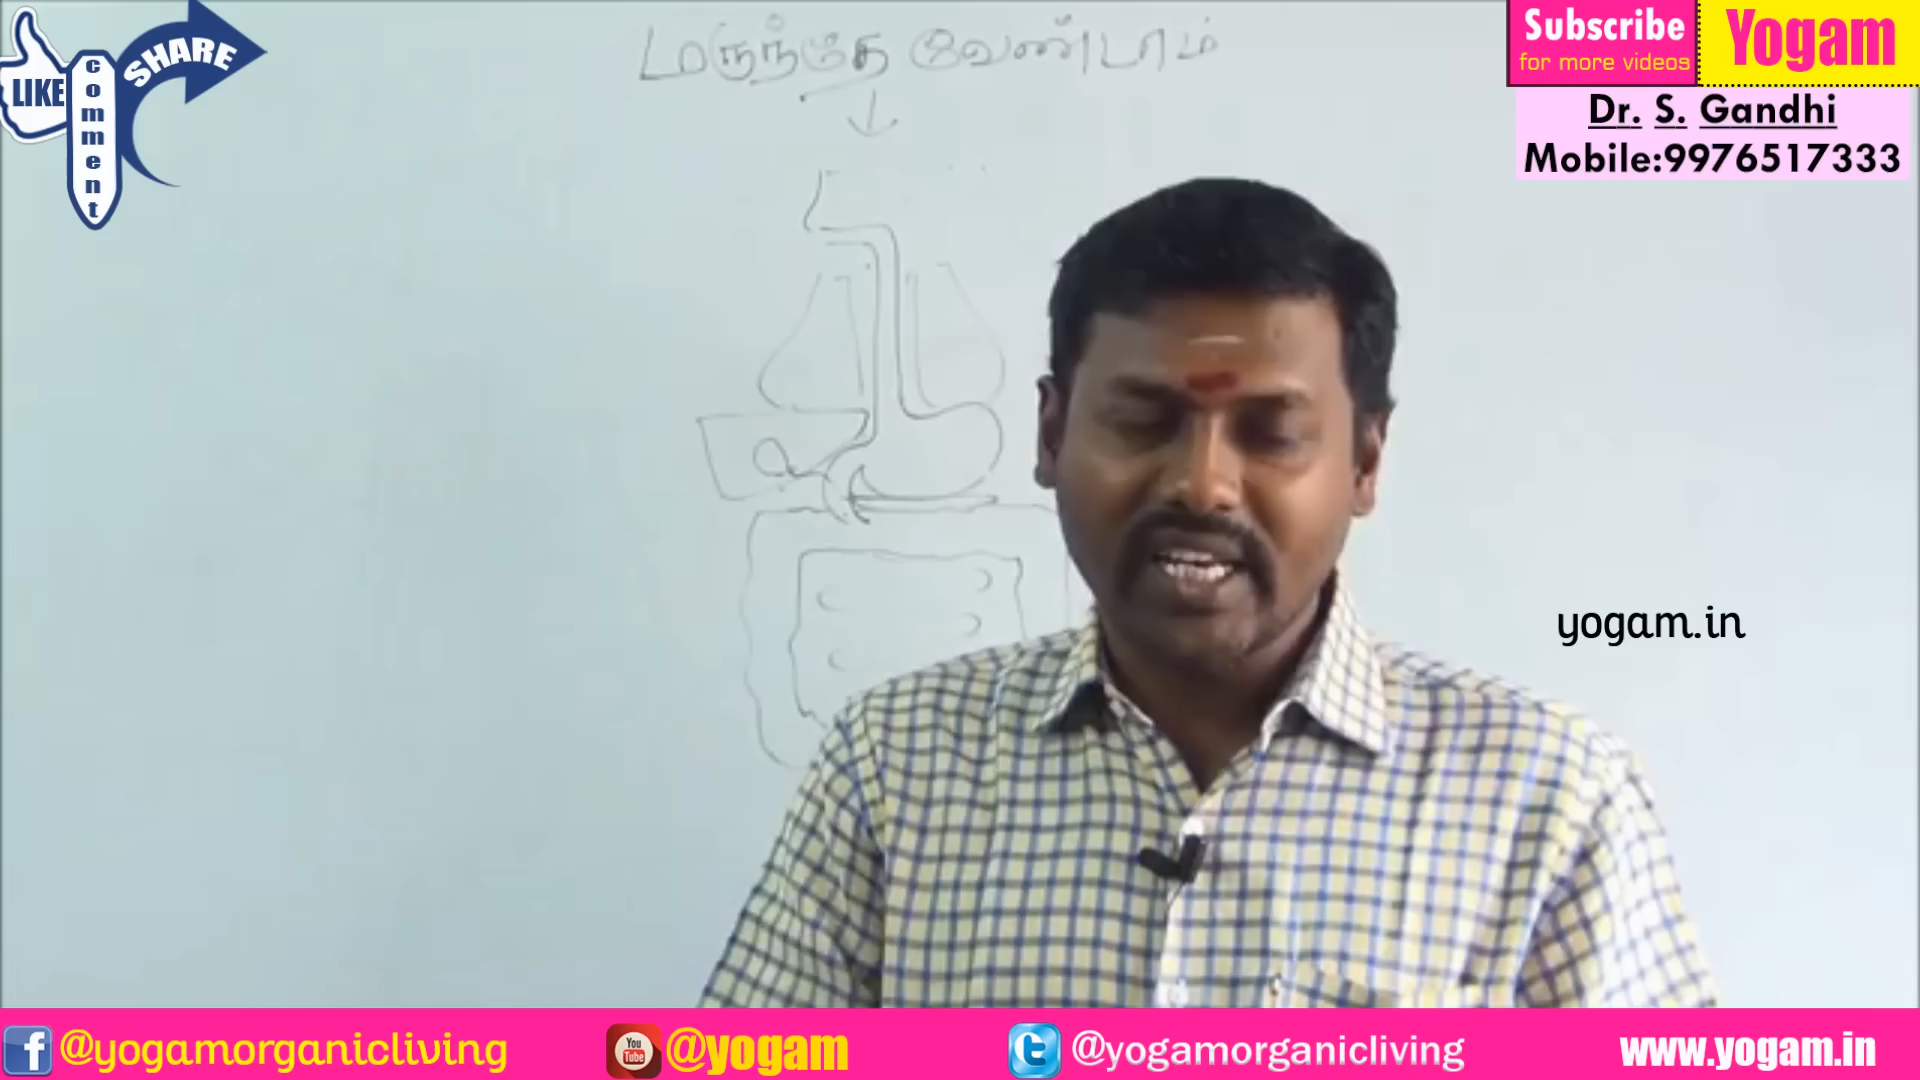 மருந்தே வேண்டாம்
LIKE
comment
SHARE
Subscribe
for more videos
Yogam
Dr. S. Gandhi
Mobile:9976517333
yogam.in
f @yogamorganicliving
You Tube @yogam
t @yogamorganicliving
www.yogam.in